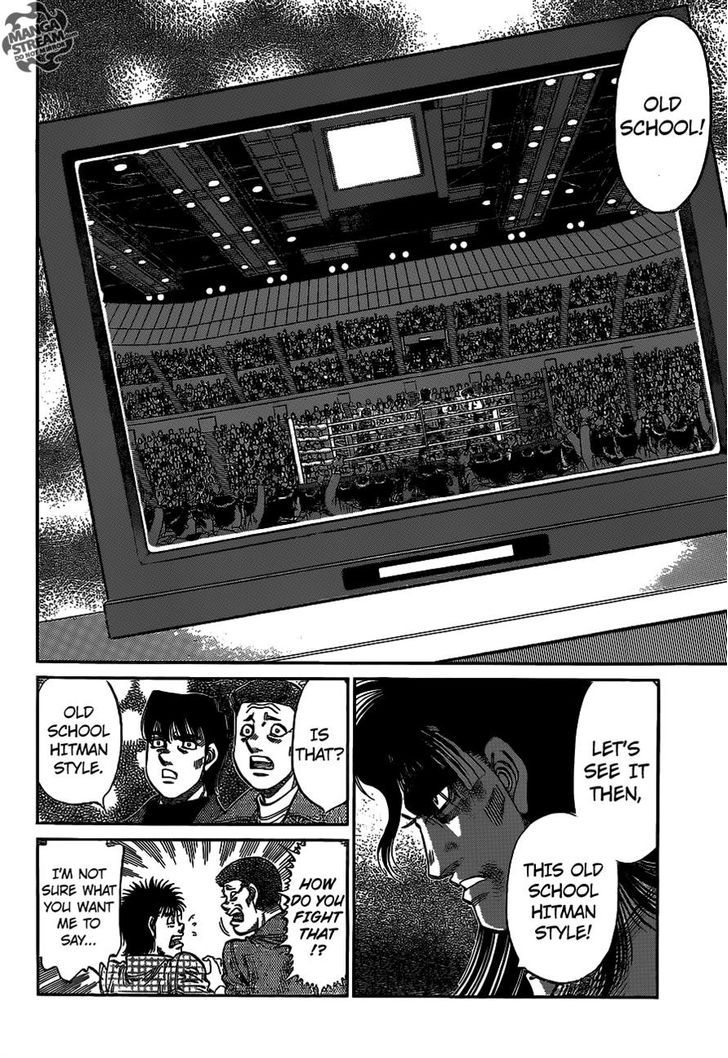 MANGA
STREAM
OLD
SCHOOL!
OLD
SCHOOL
HITMAN
STYLE.
IS
THAT?
LET'S
SEE IT
THEN,
THIS OLD
SCHOOL
HITMAN
STYLE!
I'M NOT
SURE WHAT
YOU WANT
ME TO
SAY...
HOW
DO YOU
FIGHT
THAT
!?